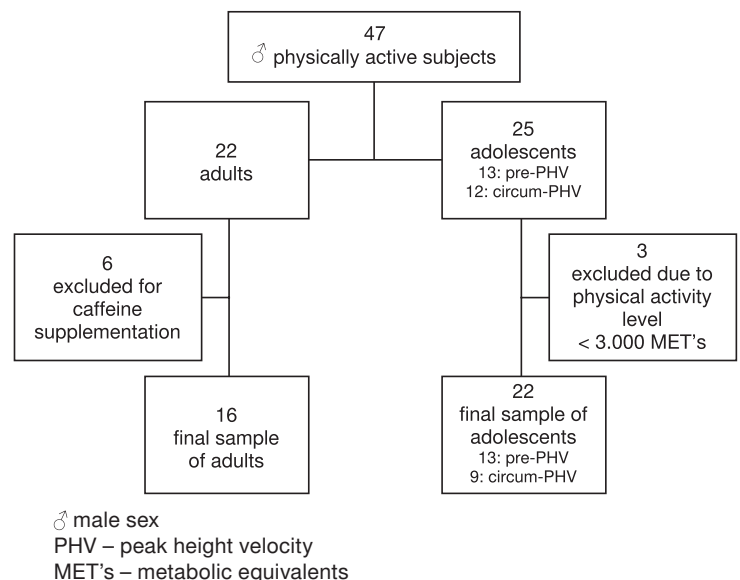 47
♂ physically active subjects
22
adults
25
adolescents
13: pre-PHV
12: circum-PHV
6
excluded for
caffeine
supplementation
3
excluded due to
physical activity
level
< 3.000 MET's
16
final sample
of adults
22
final sample of
adolescents
13: pre-PHV
9: circum-PHV
♂ male sex
PHV – peak height velocity
MET's – metabolic equivalents